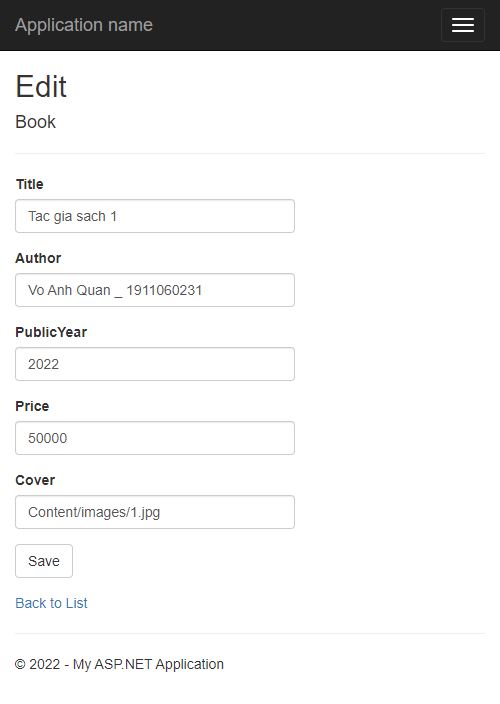 Application name
Edit
Book
Title
Tac gia sach 1
Author
Vo Anh Quan _ 1911060231
PublicYear
2022
Price
50000
Cover
Content/images/1.jpg
Save
Back to List
© 2022 - My ASP.NET Application